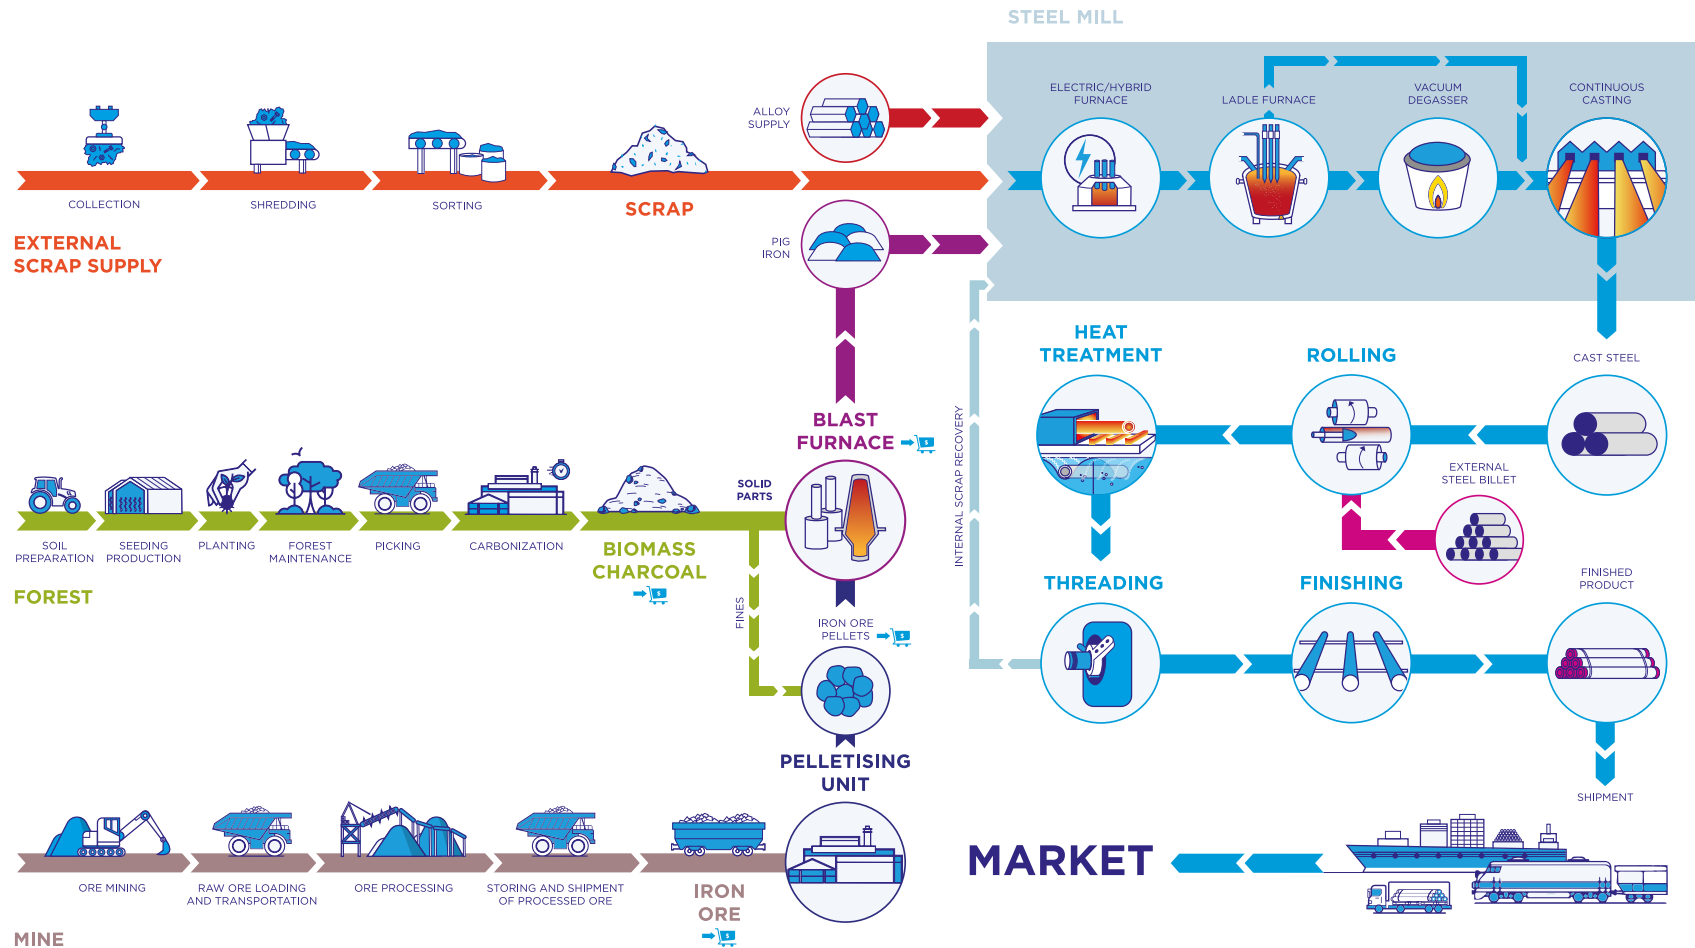 STEEL MILL
ELECTRIC/HYBRID
FURNACE
LADLE FURNACE
VACUUM
DEGASSER
CONTINUOUS
CASTING
ALLOY
SUPPLY
COLLECTION
SHREDDING
SORTING
SCRAP
EXTERNAL
SCRAP SUPPLY
PIG
IRON
HEAT
TREATMENT
ROLLING
CAST STEEL
BLAST
FURNACE
$
INTERNAL SCRAP RECOVERY
EXTERNAL
STEEL BILLET
SOLID
PARTS
SOIL
PREPARATION
SEEDING
PRODUCTION
PLANTING
FOREST
MAINTENANCE
PICKING
CARBONIZATION
BIOMASS
CHARCOAL
$
FOREST
FINES
IRON ORE
PELLETS
$
THREADING
FINISHING
FINISHED
PRODUCT
PELLETISING
UNIT
SHIPMENT
MARKET
ORE MINING
RAW ORE LOADING
AND TRANSPORTATION
ORE PROCESSING
STORING AND SHIPMENT
OF PROCESSED ORE
IRON
ORE
$
MINE